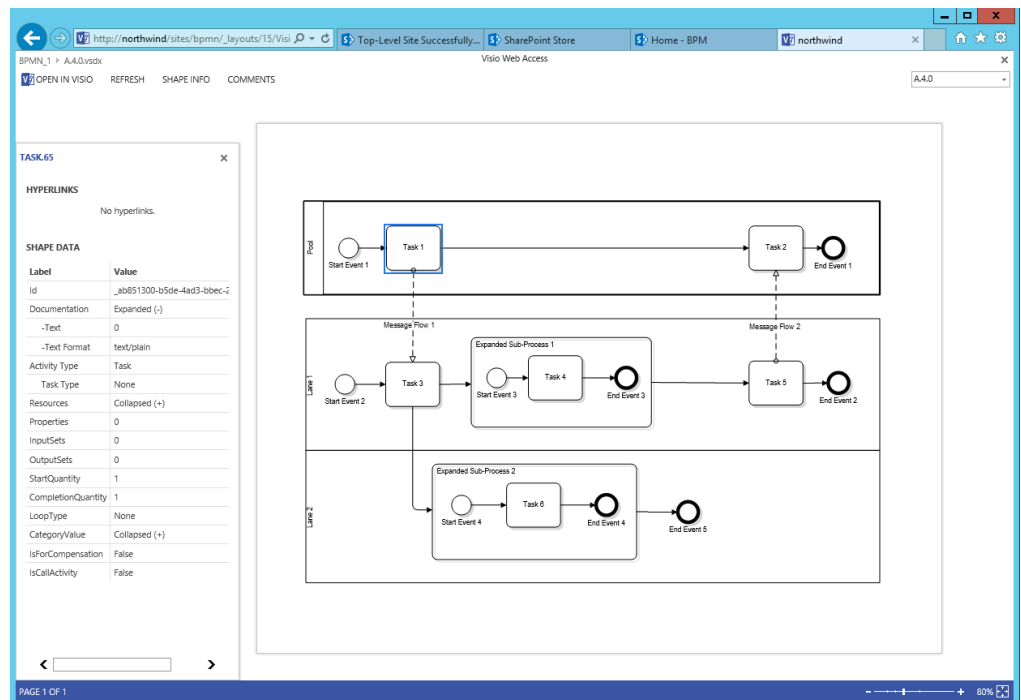 http://northwind/sites/bpmn/_layouts/15/Visi
Top-Level Site Successfully...
SharePoint Store
Home - BPM
northwind
BPMN_1 ▸ A.4.0.vsdx
Visio Web Access
OPEN IN VISIO REFRESH SHAPE INFO COMMENTS
A.4.0
TASK.65
HYPERLINKS
No hyperlinks.
SHAPE DATA
Label Value
Id _ab851300-b5de-4ad3-bbec-2
Documentation Expanded (-)
-Text 0
-Text Format text/plain
Activity Type Task
Task Type None
Resources Collapsed (+)
Properties 0
InputSets 0
OutputSets 0
StartQuantity 1
CompletionQuantity 1
LoopType None
CategoryValue Collapsed (+)
IsForCompensation False
IsCallActivity False
Pool
Start Event 1
Task 1
Task 2
End Event 1
Message Flow 1
Message Flow 2
Lane 1
Start Event 2
Task 3
Expanded Sub-Process 1
Start Event 3
Task 4
End Event 3
Task 5
End Event 2
Lane 2
Expanded Sub-Process 2
Start Event 4
Task 6
End Event 4
End Event 5
PAGE 1 OF 1
80%